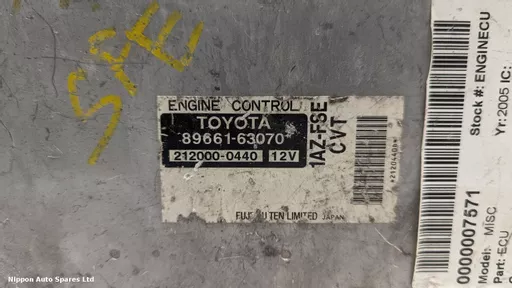 SFE
ENGINE CONTROL
TOYOTA
89661-63070
212000-0440 12V
1AZ-FSE
CVT
FUJITSU TEN LIMITED JAPAN
Stock #: ENGINECU
Yr:2005 IC:
0000007571
Model: MISC
Part: ECU
Nippon Auto Spares Ltd